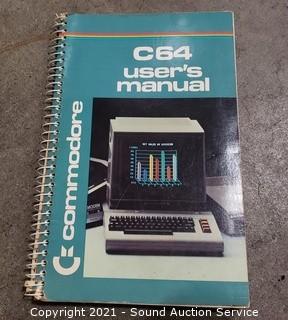 C64
user's
manual
commodore
Copyright 2021 - Sound Auction Service